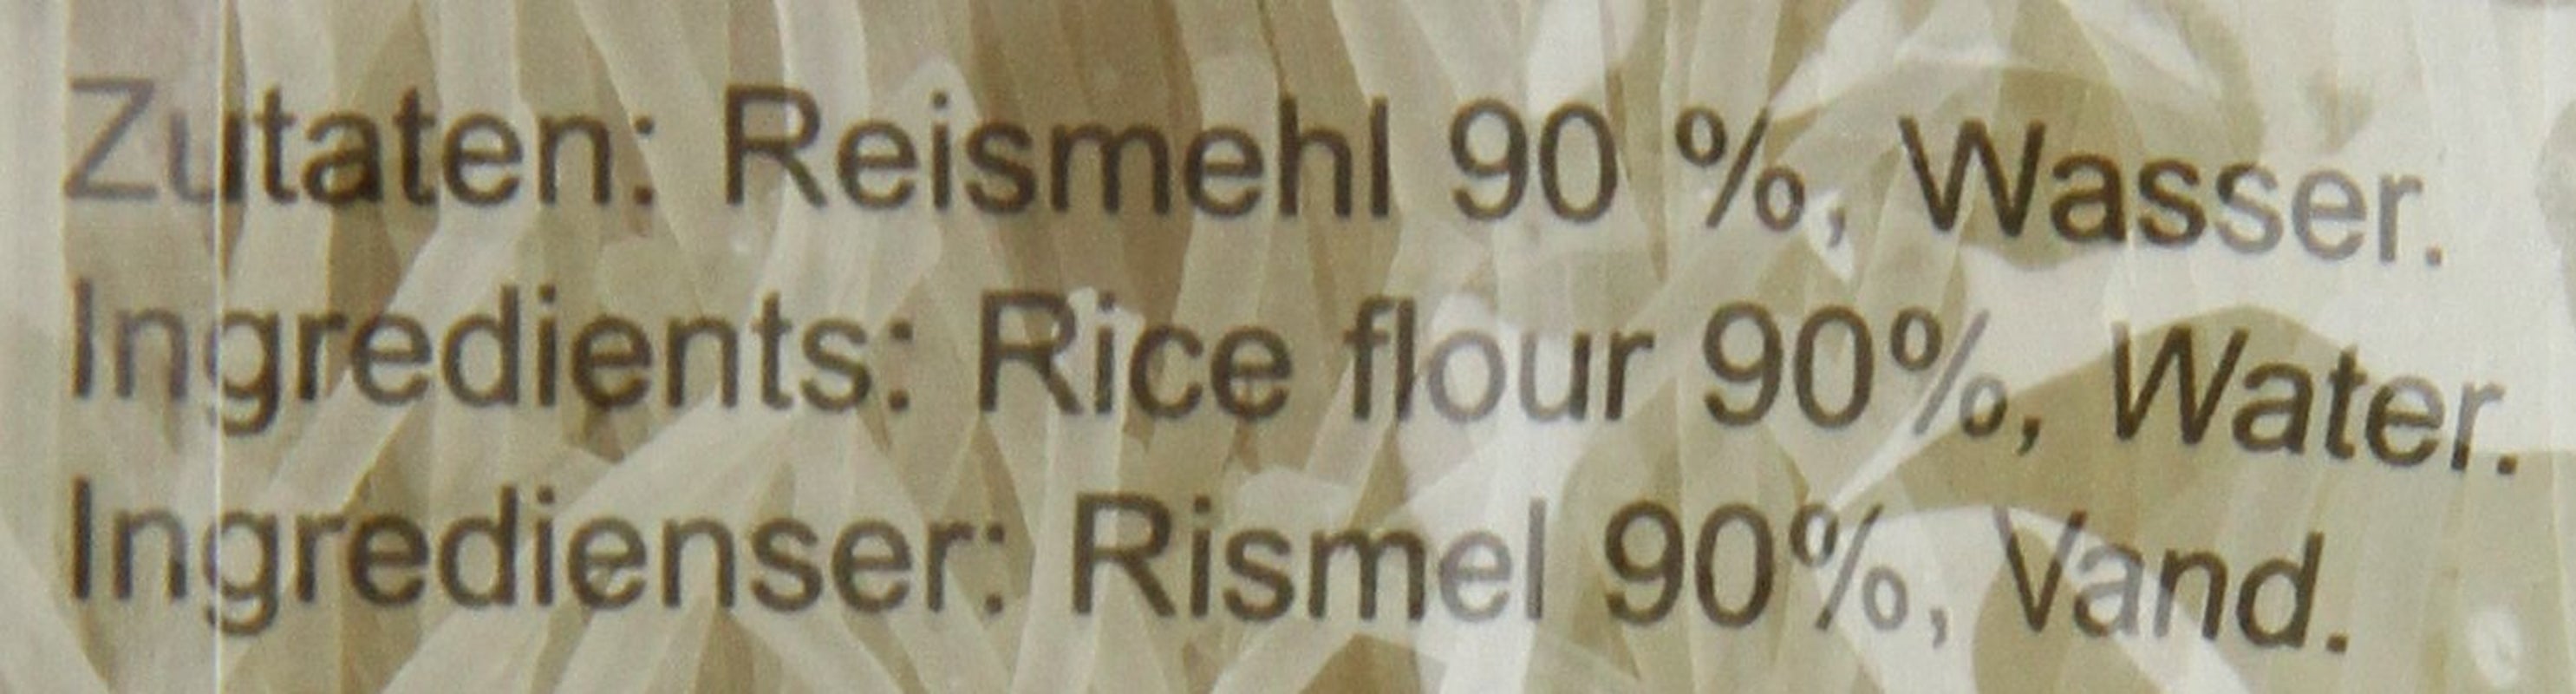 Zutaten: Reismehl 90 %, Wasser.
Ingredients: Rice flour 90%, Water.
Ingredienser: Rismel 90%, Vand.